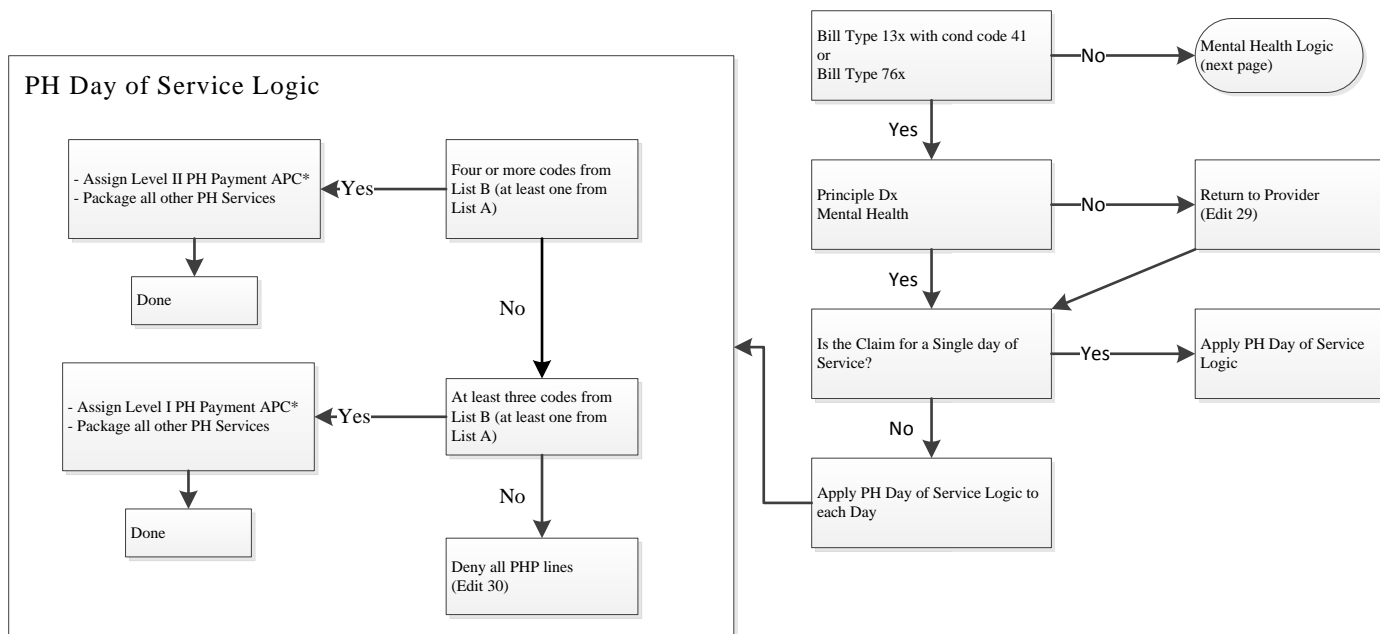 PH Day of Service Logic
- Assign Level II PH Payment APC*
- Package all other PH Services
Yes
Four or more codes from
List B (at least one from
List A)
Done
No
- Assign Level I PH Payment APC*
- Package all other PH Services
Yes
At least three codes from
List B (at least one from
List A)
Done
No
Deny all PHP lines
(Edit 30)
Bill Type 13x with cond code 41
or
Bill Type 76x
No
Mental Health Logic
(next page)
Yes
Principle Dx
Mental Health
No
Return to Provider
(Edit 29)
Yes
Is the Claim for a Single day of
Service?
Yes
Apply PH Day of Service
Logic
No
Apply PH Day of Service Logic to
each Day